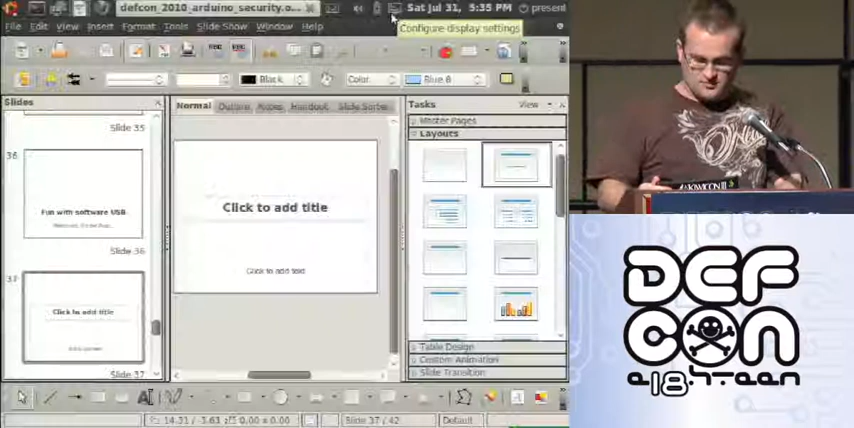 defcon_2010_arduino_security.o...
Sat Jul 31, 5:35 PM
present
File Edit View Insert Format Tools Slide Show Window Help
Configure display settings
Black
Color
Blue 8
Slides
Normal Outline Notes Handout Slide Sorter
Tasks
View
Master Pages
Layouts
Slide 35
36
Fun with software USB
Slide 36
37
Click to add title
Slide 37
Click to add title
Click to add text
Table Design
Custom Animation
Slide Transition
Slide 37 / 42
Default
DEF
CON
e18hteen